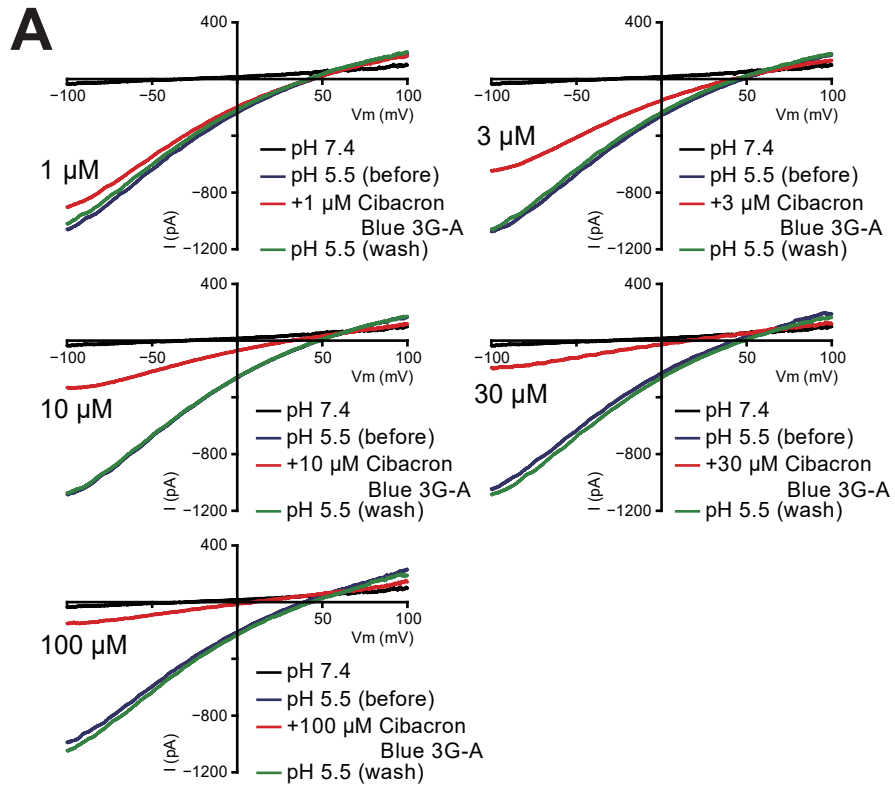 A
400
−100
−50
50
100
Vm (mV)
1 µM
pH 7.4
pH 5.5 (before)
−800
+1 µM Cibacron
Blue 3G-A
I (pA)
−1200
pH 5.5 (wash)
400
−100
−50
50
100
Vm (mV)
3 µM
pH 7.4
pH 5.5 (before)
−800
+3 µM Cibacron
Blue 3G-A
I (pA)
−1200
pH 5.5 (wash)
400
−100
−50
50
100
Vm (mV)
10 µM
pH 7.4
pH 5.5 (before)
−800
+10 µM Cibacron
Blue 3G-A
I (pA)
−1200
pH 5.5 (wash)
400
−100
−50
50
100
Vm (mV)
30 µM
pH 7.4
pH 5.5 (before)
−800
+30 µM Cibacron
Blue 3G-A
I (pA)
−1200
pH 5.5 (wash)
400
−100
−50
50
100
Vm (mV)
100 µM
pH 7.4
pH 5.5 (before)
−800
+100 µM Cibacron
Blue 3G-A
I (pA)
−1200
pH 5.5 (wash)